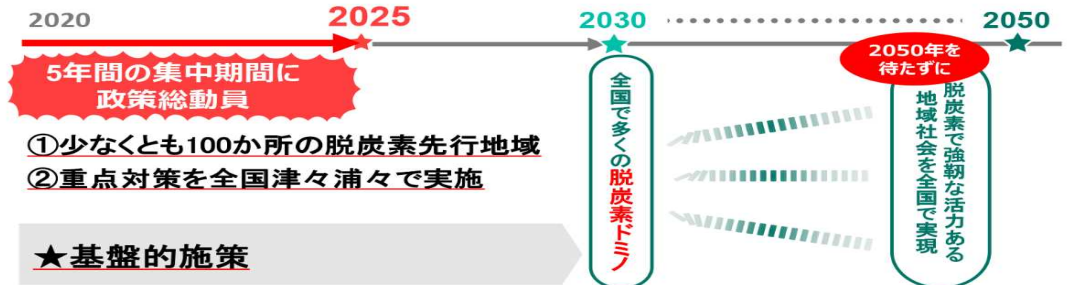 2020
2025
2030
2050
5年間の集中期間に
政策総動員
①少なくとも100か所の脱炭素先行地域
②重点対策を全国津々浦々で実施
★基盤的施策
全国で多くの脱炭素ドミノ
2050年を
待たずに
脱炭素で強靭な活力ある
地域社会を全国で実現